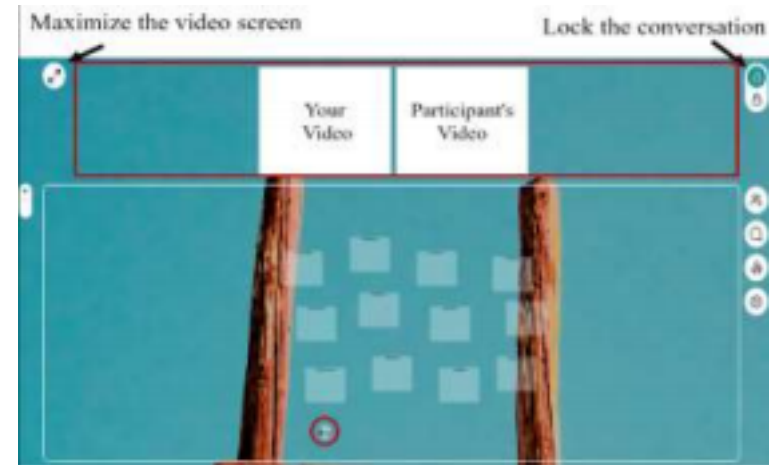 Maximize the video screen
Lock the conversation
Your
Video
Participant's
Video